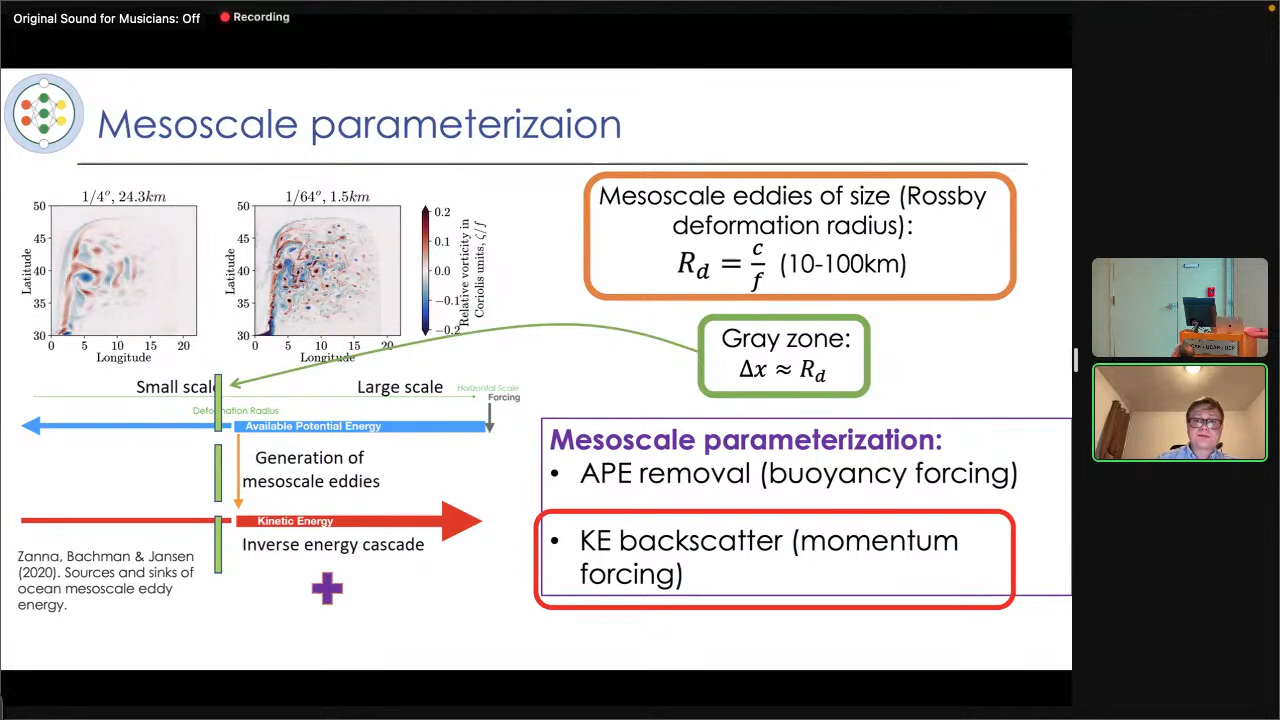 Original Sound for Musicians: Off
Recording
Mesoscale parameterizaion
1/4°, 24.3km
1/64°, 1.5km
50
45
40
35
30
Latitude
0
5
10
15
20
Longitude
50
45
40
35
30
Latitude
0
5
10
15
20
Longitude
0.2
0.1
0.0
−0.1
−0.2
Relative vorticity in
Coriolis units, ζ/f
Mesoscale eddies of size (Rossby
deformation radius):
R_d = c/f (10-100km)
Gray zone:
Δx ≈ R_d
Small scale
Large scale
Horizontal Scale
Forcing
Deformation Radius
Available Potential Energy
Generation of
mesoscale eddies
Kinetic Energy
Inverse energy cascade
Zanna, Bachman & Jansen
(2020). Sources and sinks of
ocean mesoscale eddy
energy.
Mesoscale parameterization:
• APE removal (buoyancy forcing)
• KE backscatter (momentum
forcing)